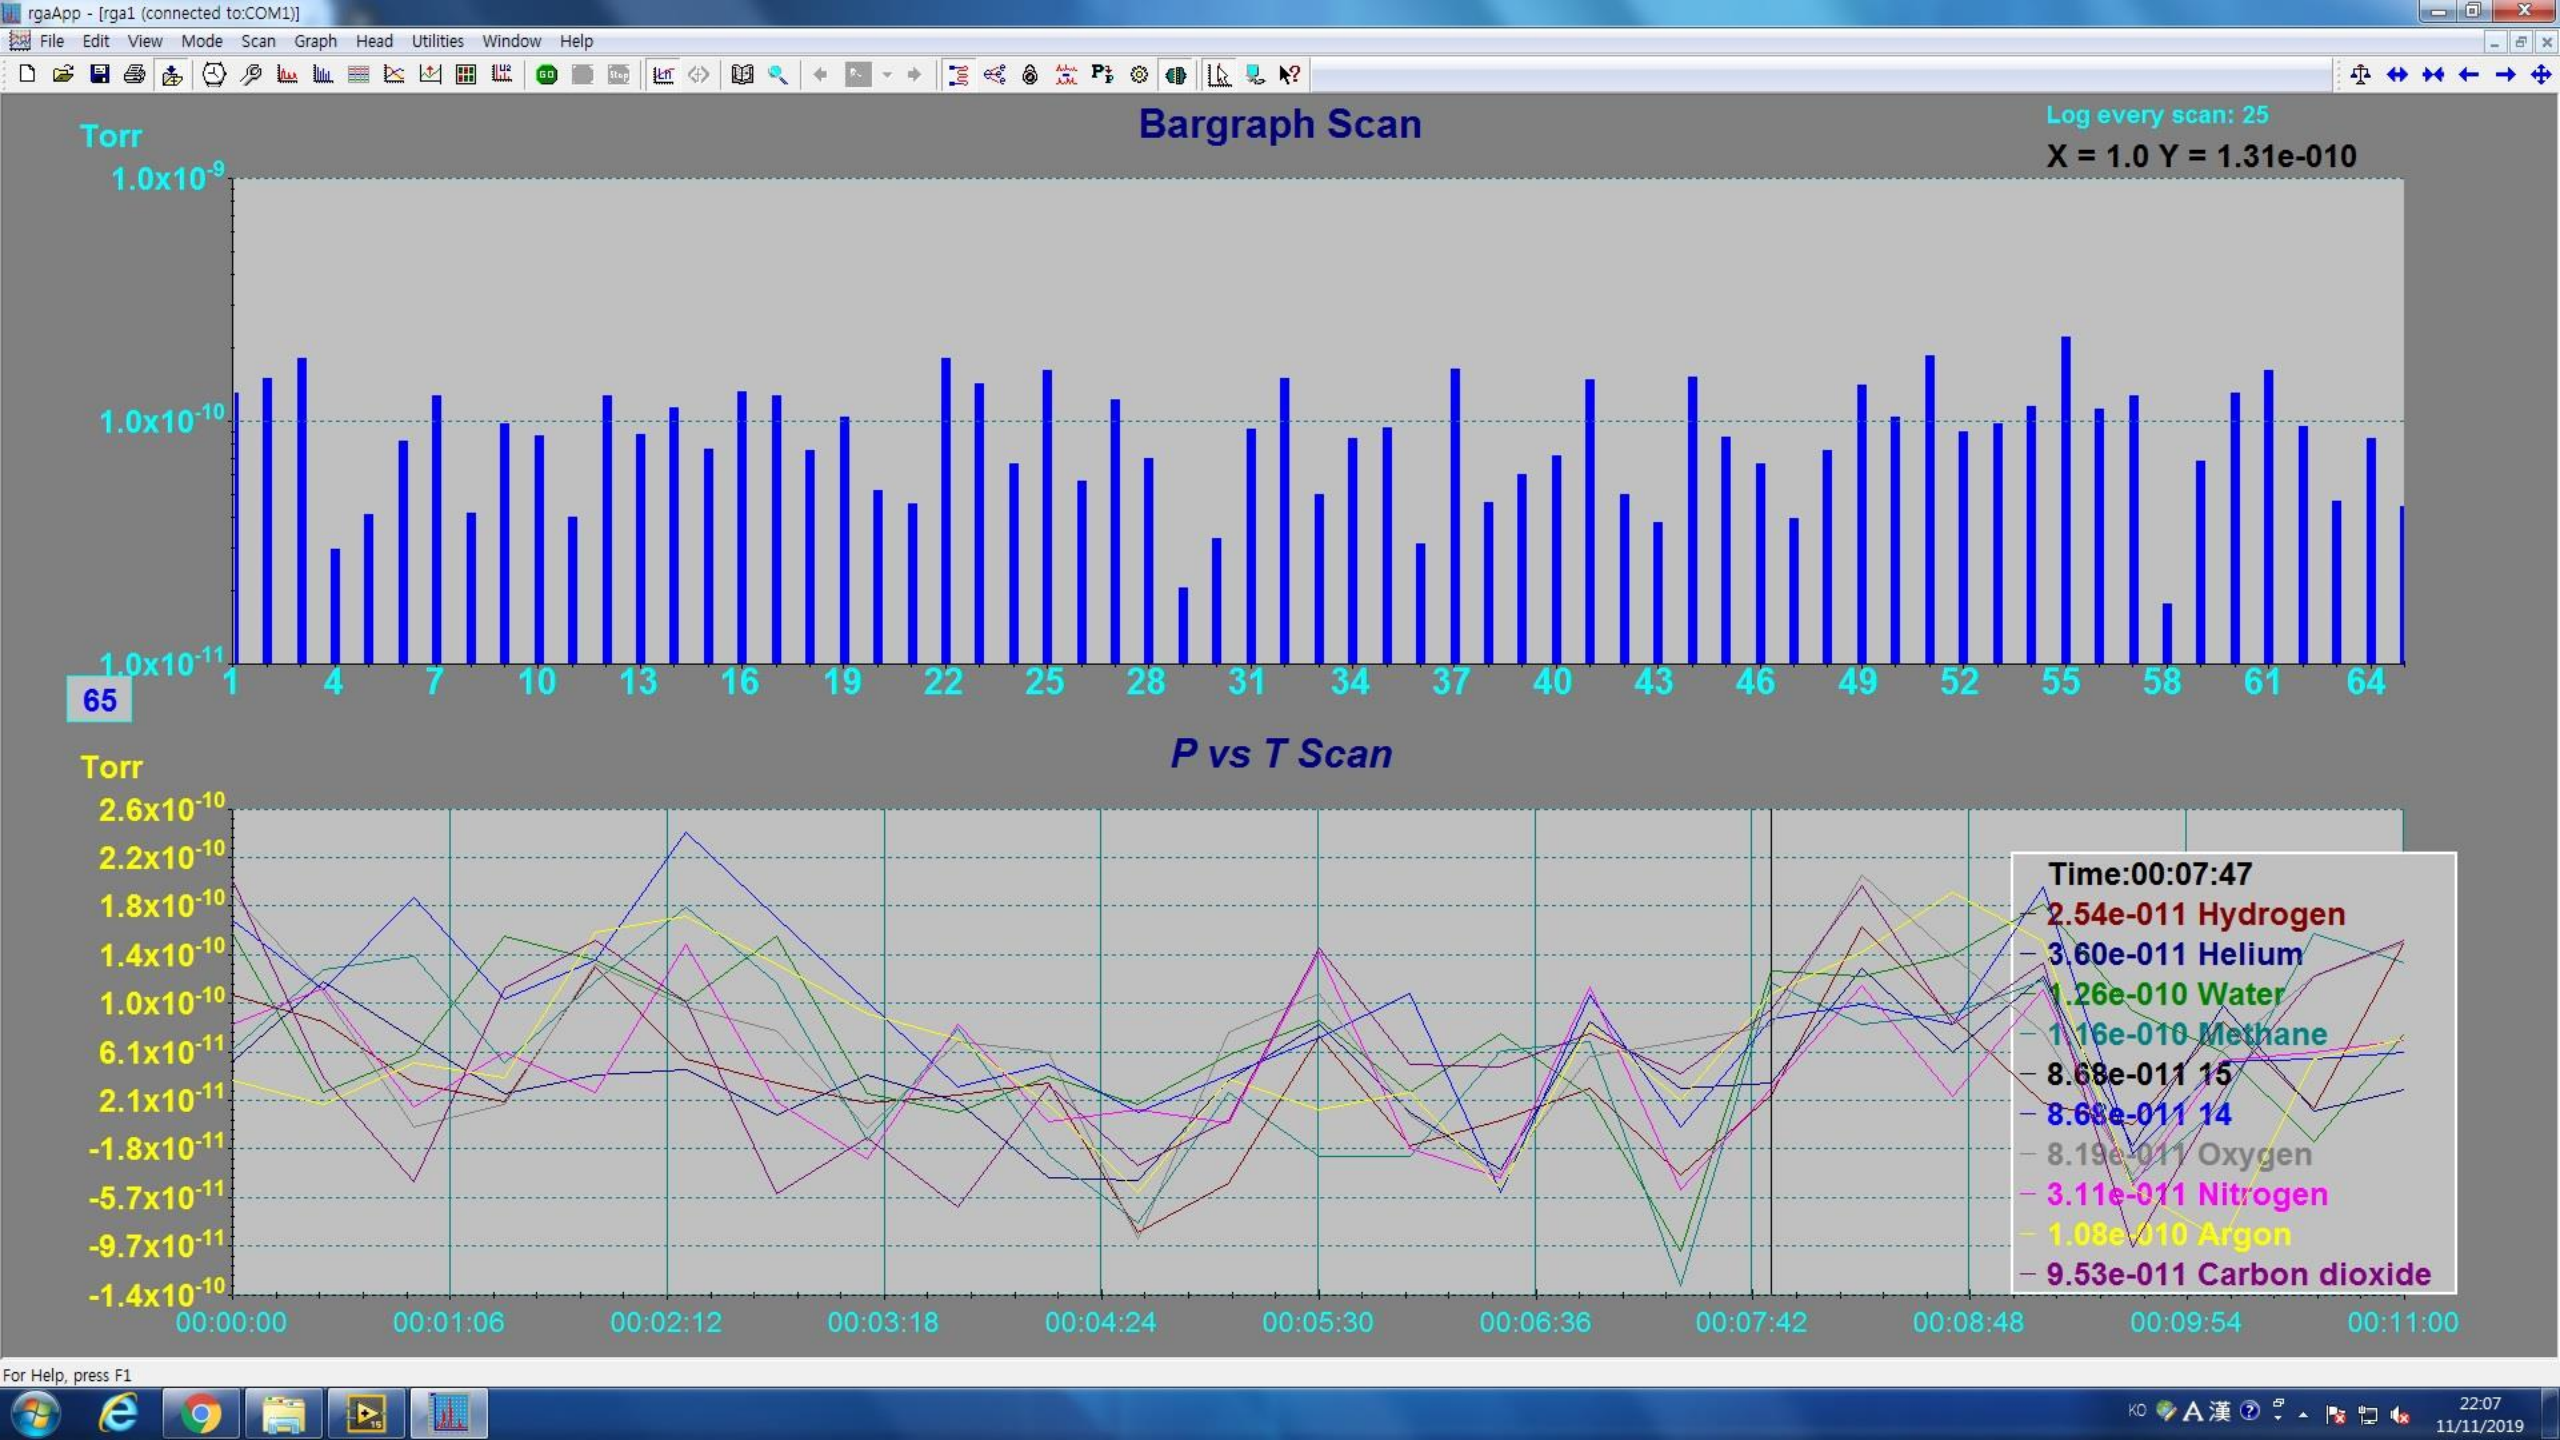 rgaApp - [rga1 (connected to:COM1)]
File Edit View Mode Scan Graph Head Utilities Window Help
GO Stop
Bargraph Scan
Log every scan: 25
X = 1.0 Y = 1.31e-010
Torr
1.0x10-9
1.0x10-10
1.0x10-11
1 4 7 10 13 16 19 22 25 28 31 34 37 40 43 46 49 52 55 58 61 64
65
P vs T Scan
Torr
2.6x10-10
2.2x10-10
1.8x10-10
1.4x10-10
1.0x10-10
6.1x10-11
2.1x10-11
-1.8x10-11
-5.7x10-11
-9.7x10-11
-1.4x10-10
Time:00:07:47
2.54e-011 Hydrogen
3.60e-011 Helium
1.26e-010 Water
1.16e-010 Methane
8.68e-011 15
8.68e-011 14
8.19e-011 Oxygen
3.11e-011 Nitrogen
1.08e-010 Argon
9.53e-011 Carbon dioxide
00:00:00 00:01:06 00:02:12 00:03:18 00:04:24 00:05:30 00:06:36 00:07:42 00:08:48 00:09:54 00:11:00
For Help, press F1
KO A 漢
22:07
11/11/2019